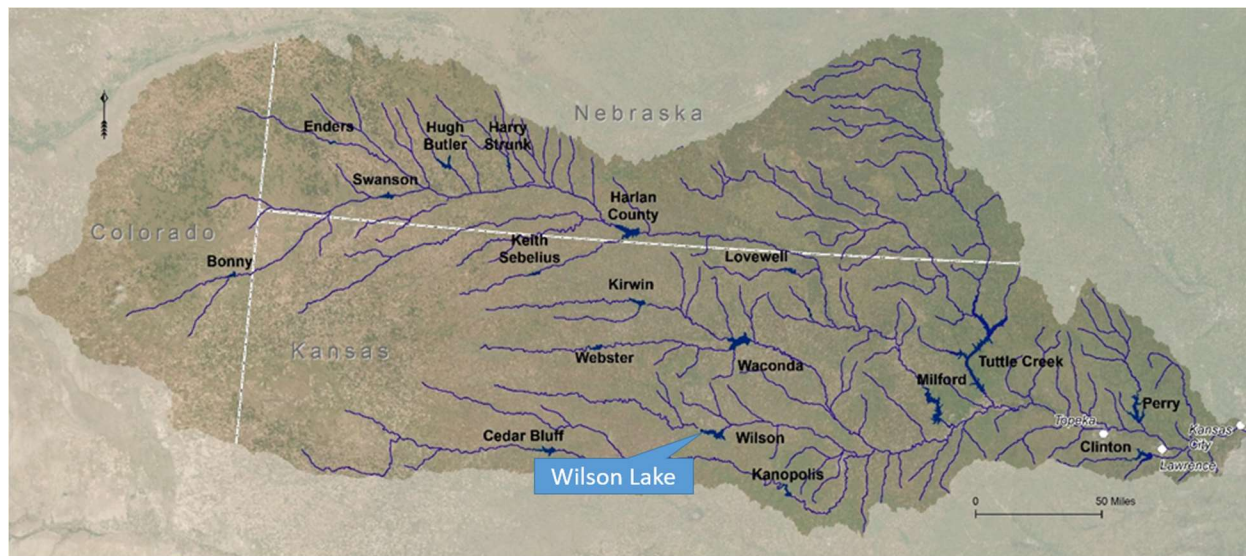 Nebraska
Enders
Hugh
Butler
Harry
Strunk
Swanson
Harlan
County
Colorado
Bonny
Keith
Sebelius
Lovewell
Kirwin
Kansas
Webster
Waconda
Tuttle Creek
Milford
Perry
Topeka
Kansas
City
Cedar Bluff
Wilson
Clinton
Lawrence
Wilson Lake
Kanopolis
0
50 Miles